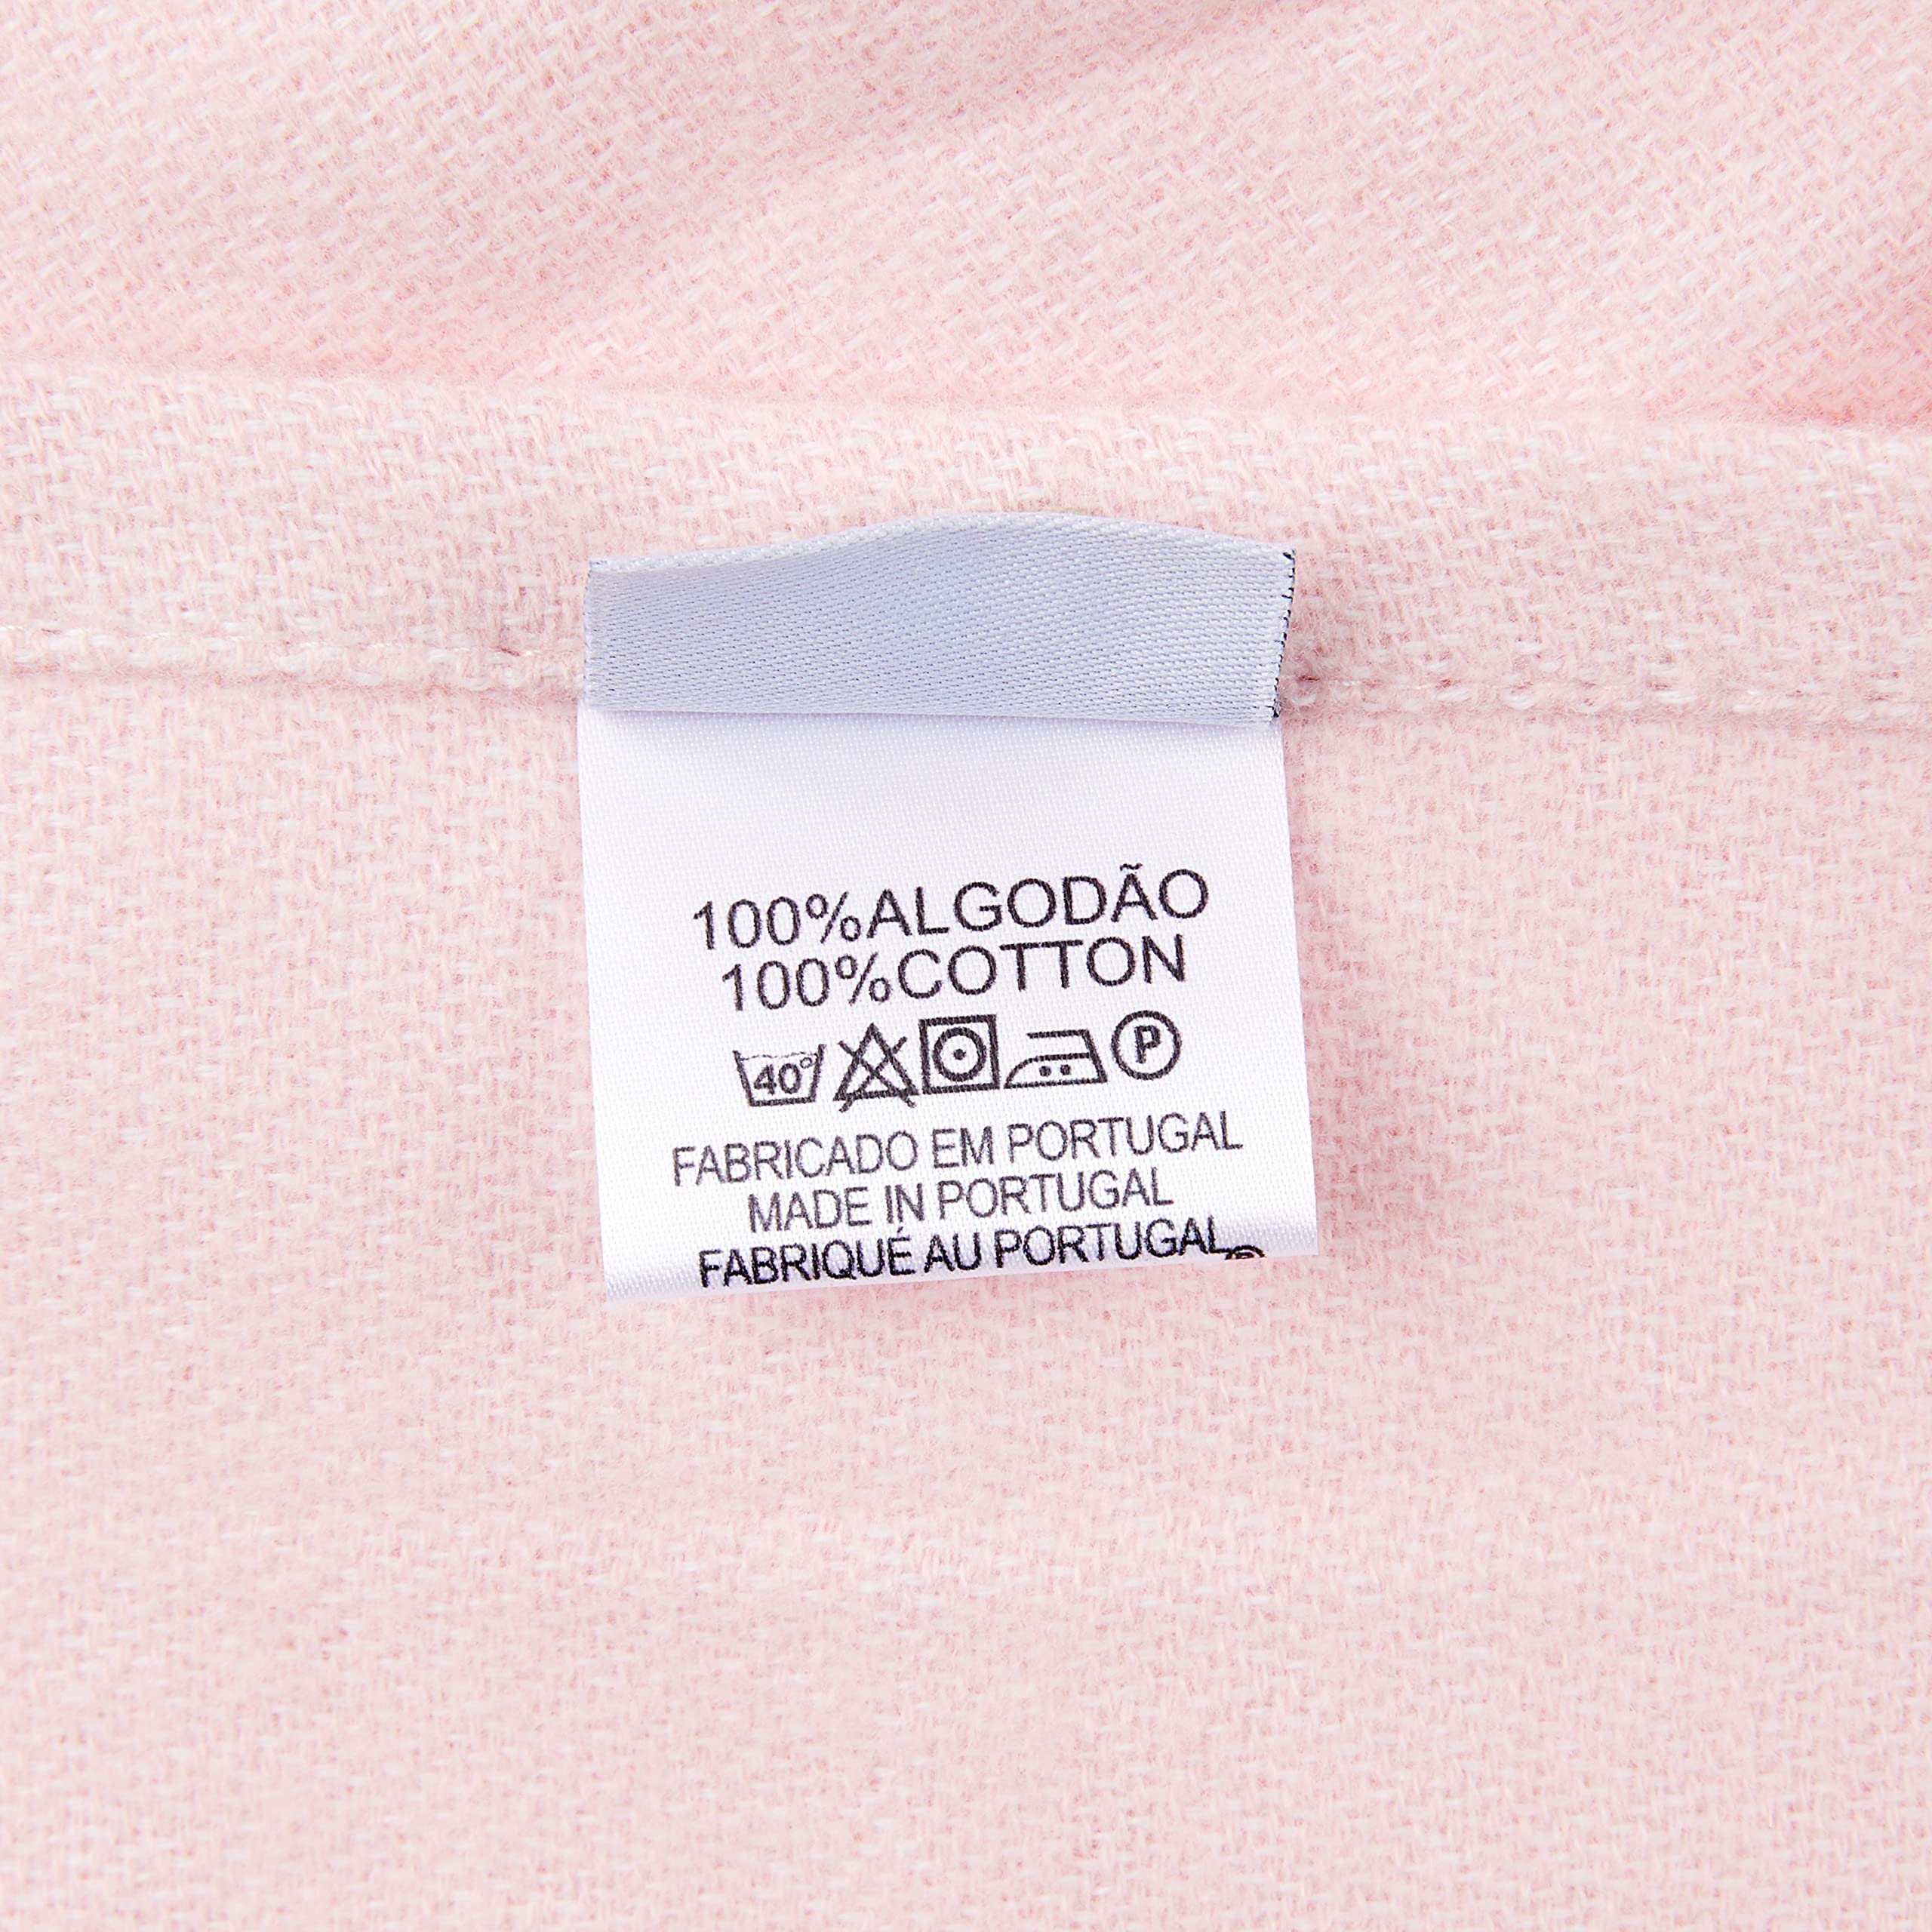 100%ALGODÃO
100%COTTON
40° P
FABRICADO EM PORTUGAL
MADE IN PORTUGAL
FABRIQUÉ AU PORTUGAL